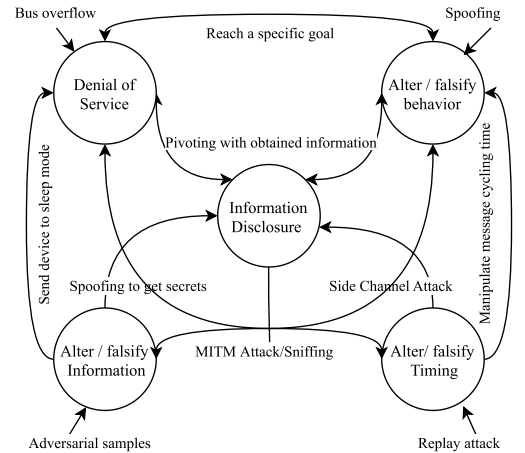 Bus overflow
Spoofing
Reach a specific goal
Denial of
Service
Alter / falsify
behavior
Pivoting with obtained information
Send device to sleep mode
Manipulate message cycling time
Information
Disclosure
Spoofing to get secrets
Side Channel Attack
Alter / falsify
Information
MITM Attack/Sniffing
Alter/ falsify
Timing
Adversarial samples
Replay attack